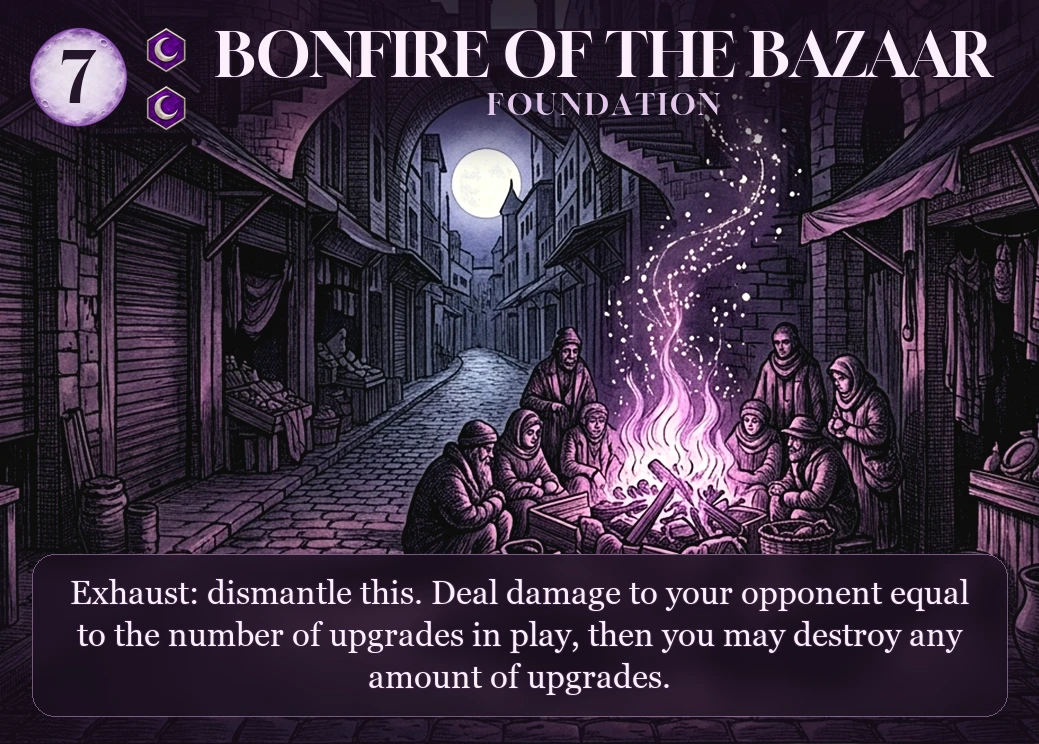 7
BONFIRE OF THE BAZAAR
FOUNDATION
Exhaust: dismantle this. Deal damage to your opponent equal
to the number of upgrades in play, then you may destroy any
amount of upgrades.